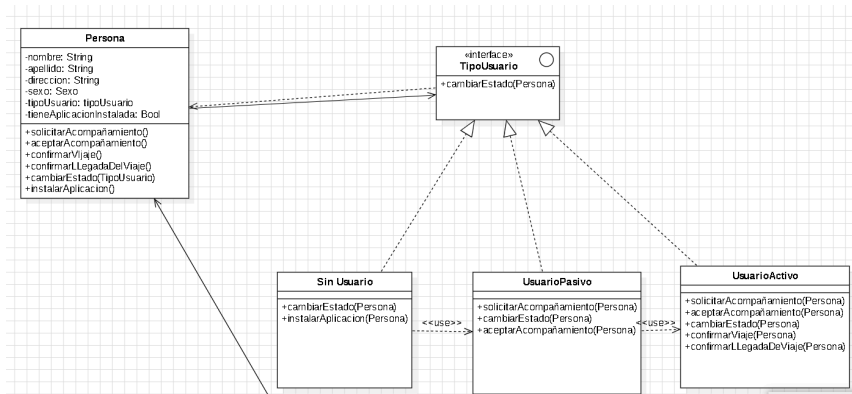 Persona
-nombre: String
-apellido: String
-direccion: String
-sexo: Sexo
-tipoUsuario: tipoUsuario
-tieneAplicacionInstalada: Bool
+solicitarAcompañamiento()
+aceptarAcompañamiento()
+confirmarVIjaje()
+confirmarLLegadaDelViaje()
+cambiarEstado(TipoUsuario)
+instalarAplicacion()
«interface»
TipoUsuario
+cambiarEstado(Persona)
Sin Usuario
+cambiarEstado(Persona)
+instalarAplicacion(Persona)
<<use>>
UsuarioPasivo
+solicitarAcompañamiento(Persona)
+cambiarEstado(Persona)
+aceptarAcompañamiento(Persona)
<<use>>
UsuarioActivo
+solicitarAcompañamiento(Persona)
+aceptarAcompañamiento(Persona)
+cambiarEstado(Persona)
+confirmarViaje(Persona)
+confirmarLLegadaDeViaje(Persona)